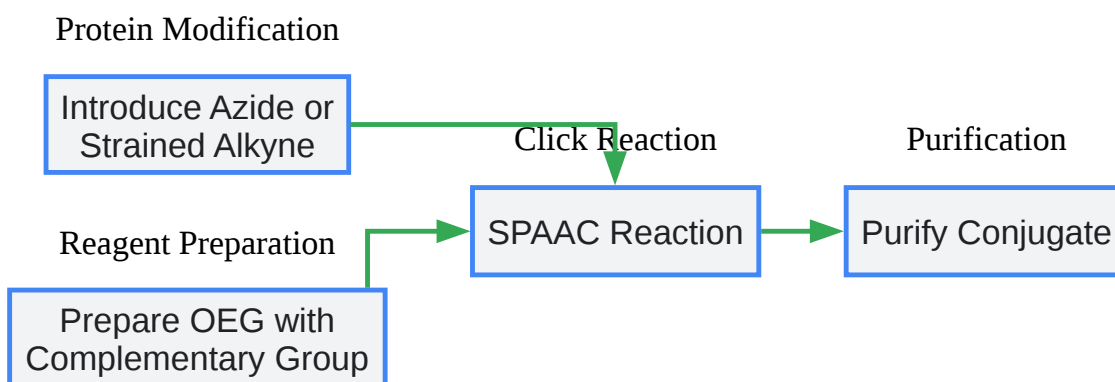 Protein Modification
Introduce Azide or
Strained Alkyne
Click Reaction
Purification
SPAAC Reaction
Purify Conjugate
Reagent Preparation
Prepare OEG with
Complementary Group